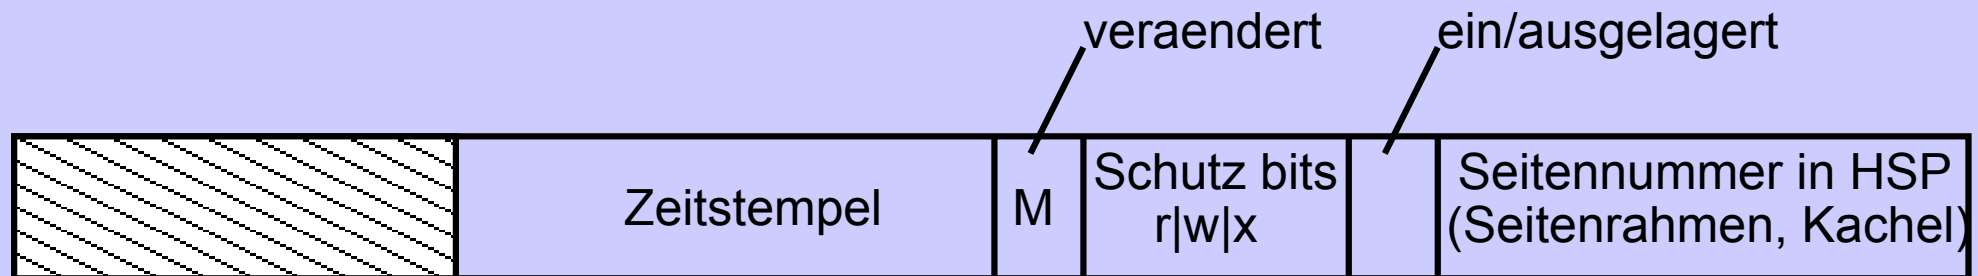 veraendert
ein/ausgelagert
Zeitstempel
M
Schutz bits
r|w|x
Seitennummer in HSP
(Seitenrahmen, Kachel)